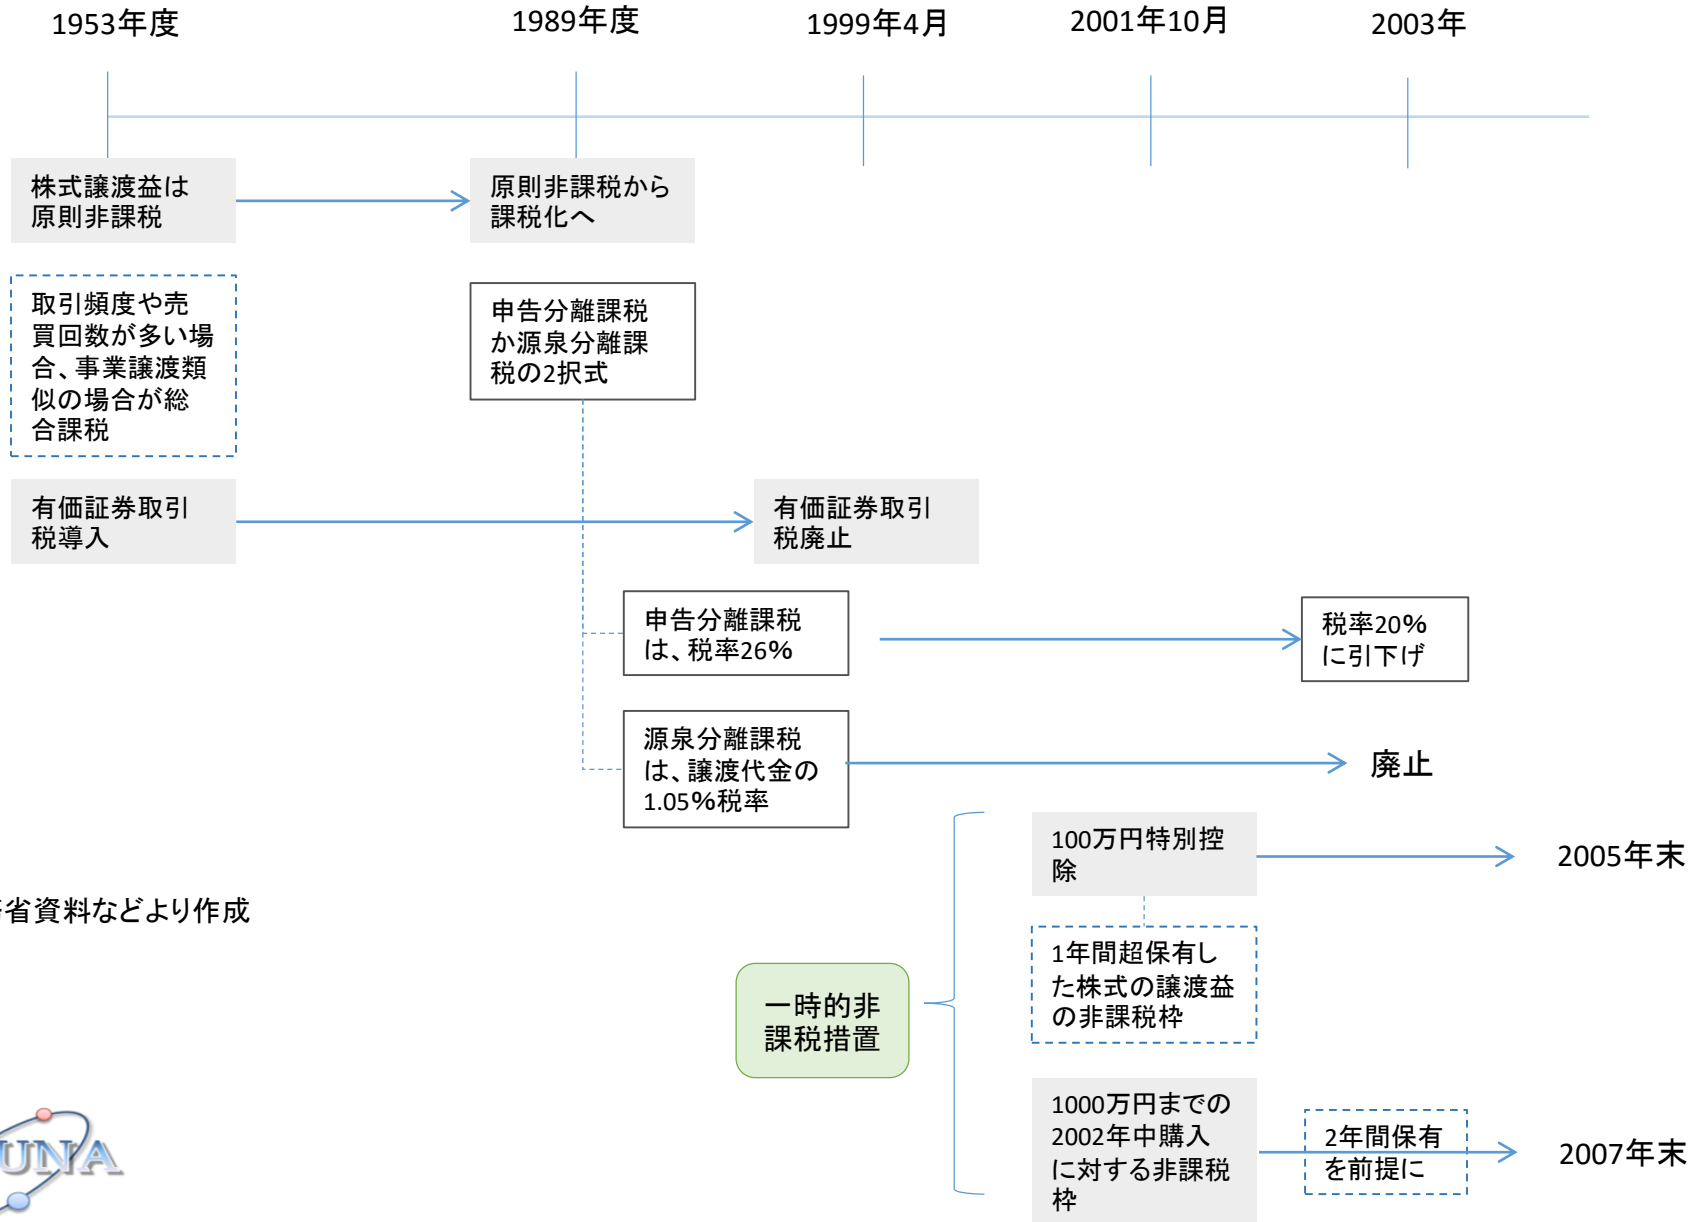 1953年度
1989年度
1999年4月
2001年10月
2003年
株式譲渡益は
原則非課税
原則非課税から
課税化へ
取引頻度や売
買回数が多い場
合、事業譲渡類
似の場合が総
合課税
申告分離課税
か源泉分離課
税の2択式
有価証券取引
税導入
有価証券取引
税廃止
申告分離課税
は、税率26%
税率20%
に引下げ
源泉分離課税
は、譲渡代金の
1.05%税率
廃止
100万円特別控
除
2005年末
省資料などより作成
1年間超保有し
た株式の譲渡益
の非課税枠
一時的非
課税措置
1000万円までの
2002年中購入
に対する非課税
枠
2年間保有
を前提に
2007年末
UNA